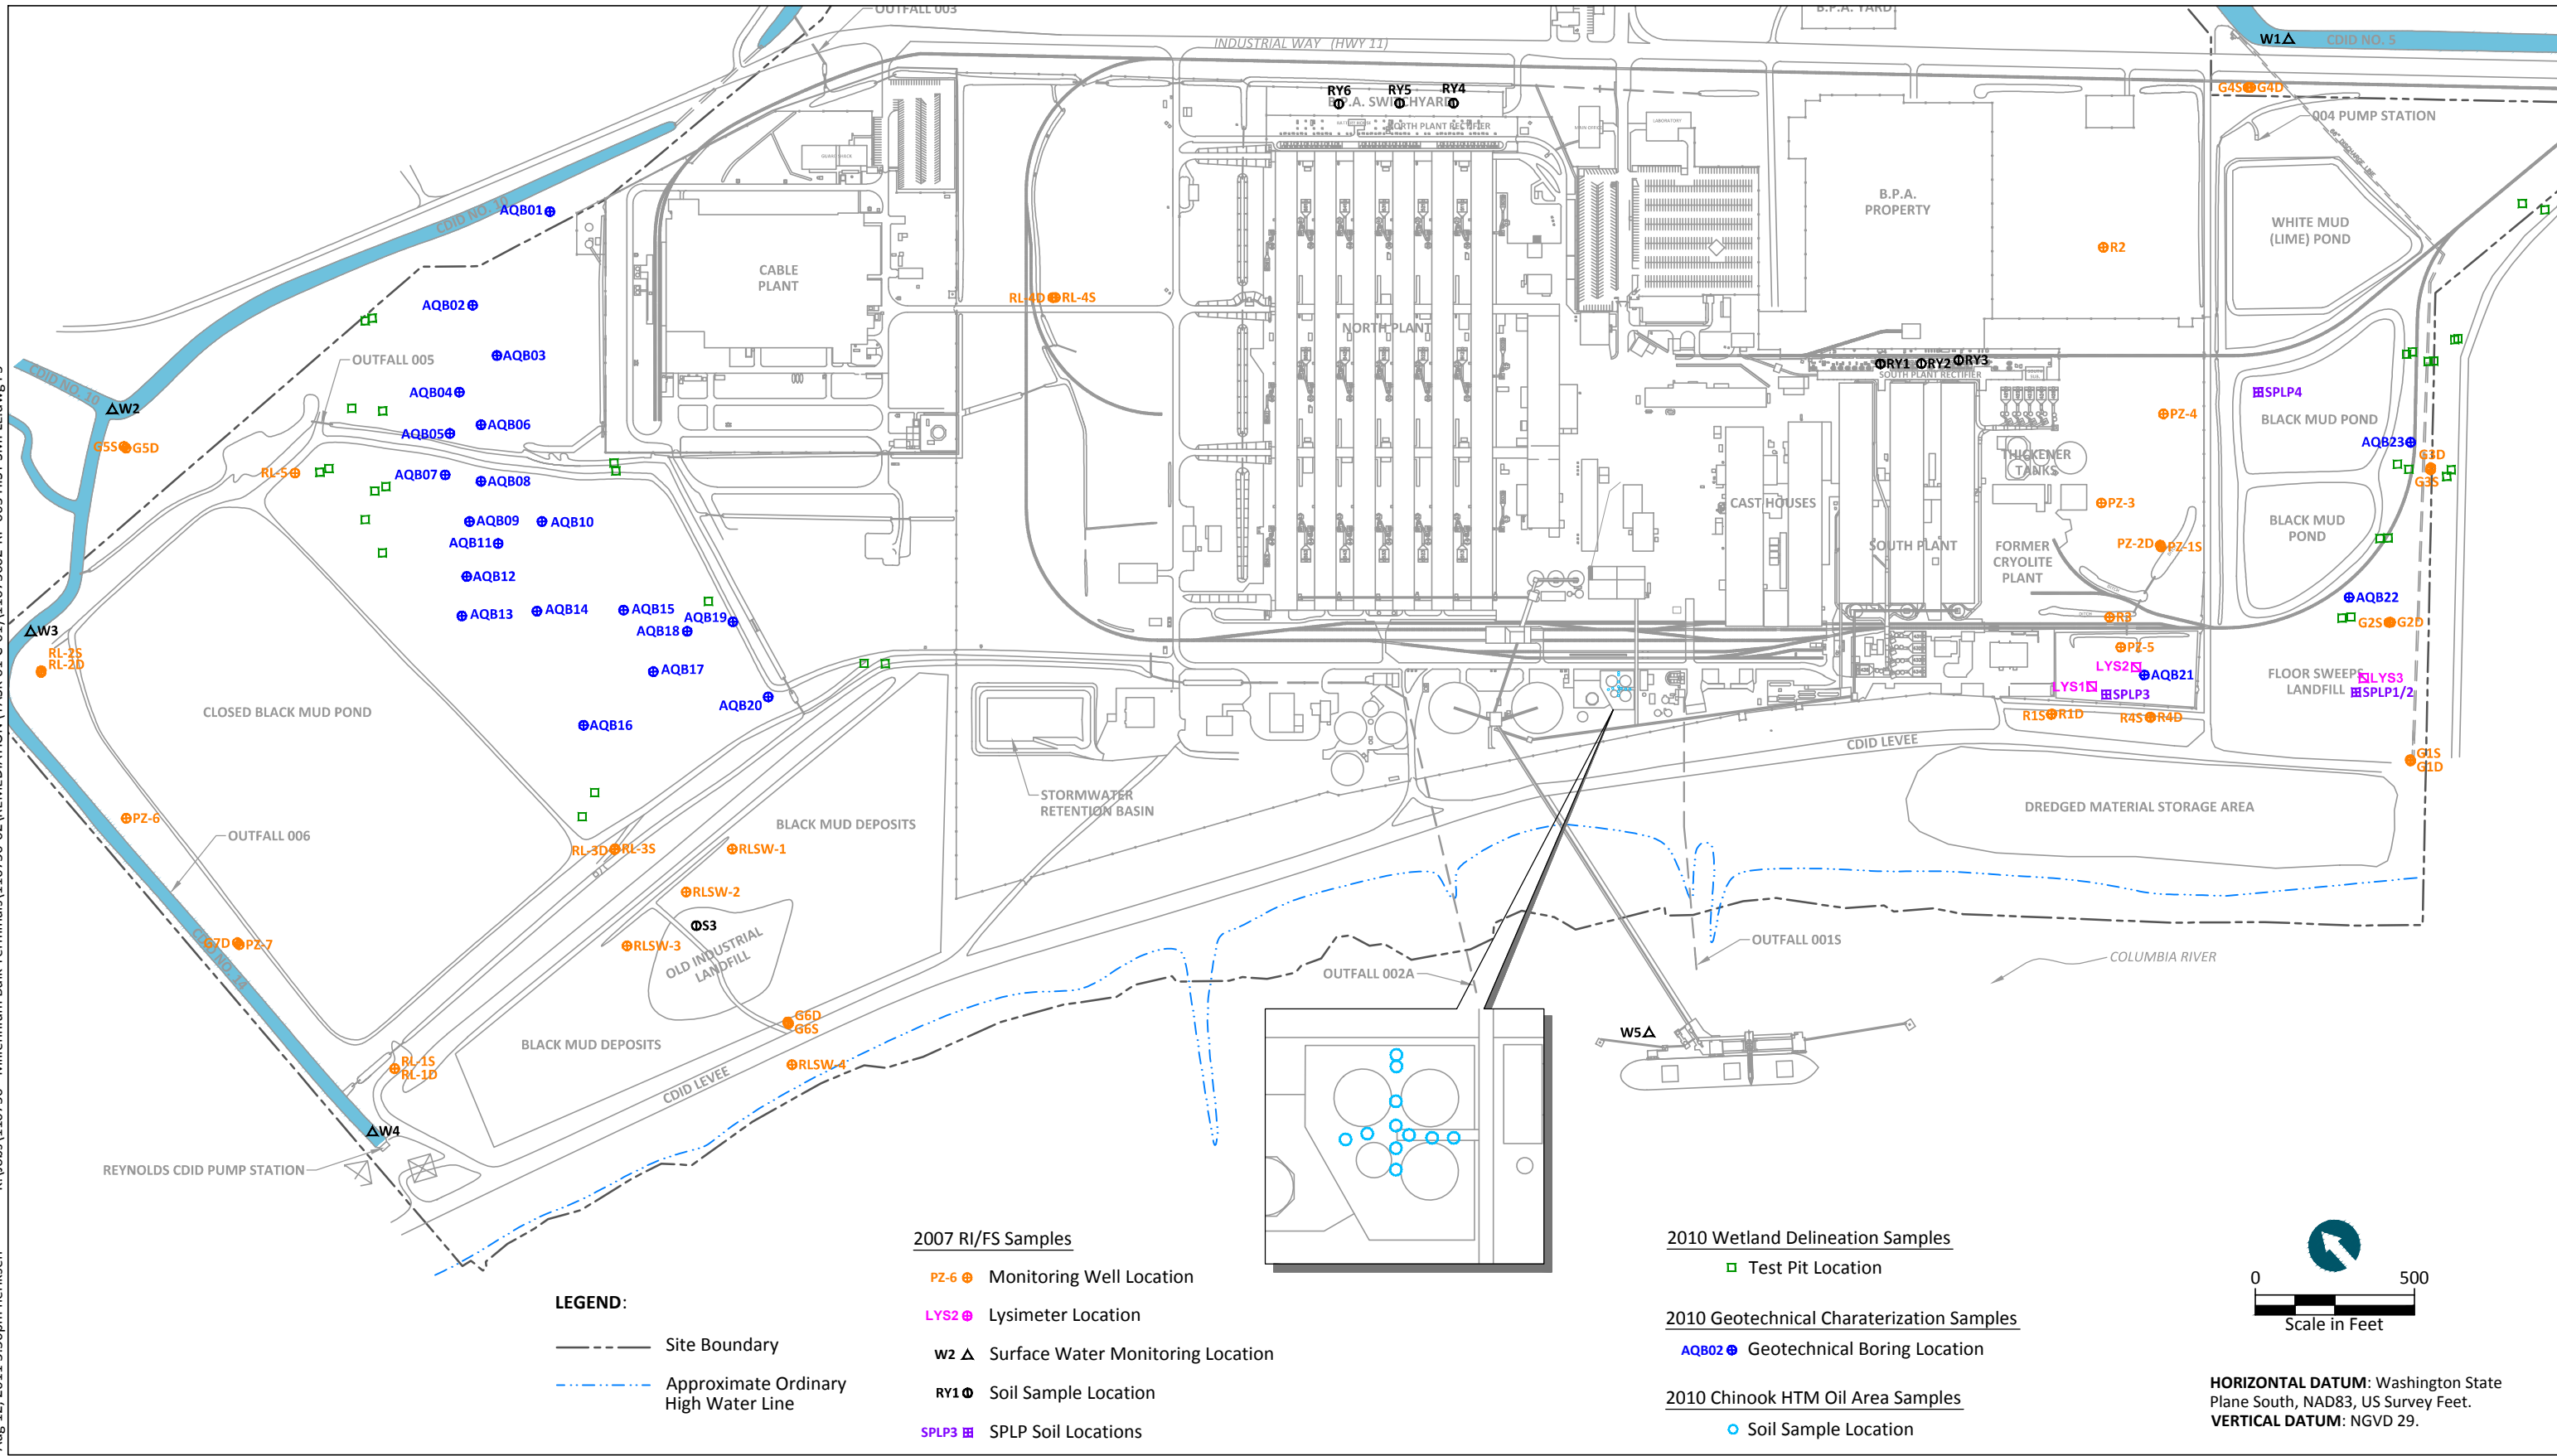 OUTFALL 003
B.P.A. YARD
INDUSTRIAL WAY (HWY 11)
W1
CDID NO. 5
G4S
G4D
004 PUMP STATION
RY6
RY5
RY4
B.P.A. SWITCHYARD
NORTH PLANT RECTIFIER
MAIN OFFICE
LABORATORY
B.P.A.
PROPERTY
R2
WHITE MUD
(LIME) POND
CDID NO. 10
AQB01
AQB02
AQB03
AQB04
AQB05
AQB06
AQB07
AQB08
AQB09
AQB10
AQB11
AQB12
AQB13
AQB14
AQB15
AQB16
AQB17
AQB18
AQB19
AQB20
CABLE
PLANT
RL-4D
RL-4S
NORTH PLANT
OUTFALL 005
CDID NO. 10
W2
G5S
G5D
RL-5
RY1
RY2
RY3
SOUTH PLANT RECTIFIER
PZ-4
SPLP4
BLACK MUD POND
AQB23
G3D
G3S
THICKENER
TANKS
PZ-3
CAST HOUSES
BLACK MUD
POND
SOUTH PLANT
FORMER
CRYOLITE
PLANT
PZ-2D
PZ-1S
AQB22
G2S
G2D
R3
PZ-5
LYS2
AQB21
LYS1
SPLP3
FLOOR SWEEPS
LANDFILL
LYS3
SPLP1/2
R1S
R1D
R4S
R4D
G1S
G1D
W3
RL-2S
RL-2D
CLOSED BLACK MUD POND
STORMWATER
RETENTION BASIN
CDID LEVEE
DREDGED MATERIAL STORAGE AREA
PZ-6
OUTFALL 006
BLACK MUD DEPOSITS
RL-3D
RL-3S
RLSW-1
RLSW-2
S3
RLSW-3
OLD INDUSTRIAL
LANDFILL
G7D
PZ-7
CDID NO. 14
OUTFALL 001S
COLUMBIA RIVER
OUTFALL 002A
G6D
G6S
BLACK MUD DEPOSITS
RLSW-4
RL-1S
RL-1D
CDID LEVEE
W5
W4
REYNOLDS CDID PUMP STATION
LEGEND:
Site Boundary
Approximate Ordinary
High Water Line
2007 RI/FS Samples
PZ-6 Monitoring Well Location
LYS2 Lysimeter Location
W2 Surface Water Monitoring Location
RY1 Soil Sample Location
SPLP3 SPLP Soil Locations
2010 Wetland Delineation Samples
Test Pit Location
2010 Geotechnical Charaterization Samples
AQB02 Geotechnical Boring Location
2010 Chinook HTM Oil Area Samples
Soil Sample Location
0 500
Scale in Feet
HORIZONTAL DATUM: Washington State
Plane South, NAD83, US Survey Feet.
VERTICAL DATUM: NGVD 29.